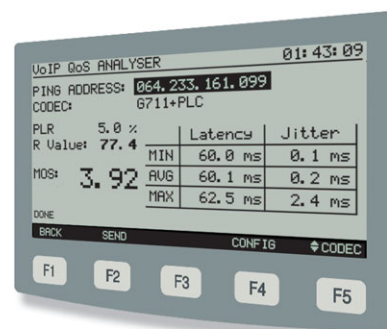 VoIP QoS ANALYSER 01:43:09
PING ADDRESS: 064.233.161.099
CODEC: G711+PLC
PLR 5.0 %
R Value: 77.4
MOS: 3.92
Latency Jitter
MIN 60.0 ms 0.1 ms
AVG 60.1 ms 0.2 ms
MAX 62.5 ms 2.4 ms
DONE
BACK SEND CONFIG CODEC
F1 F2 F3 F4 F5